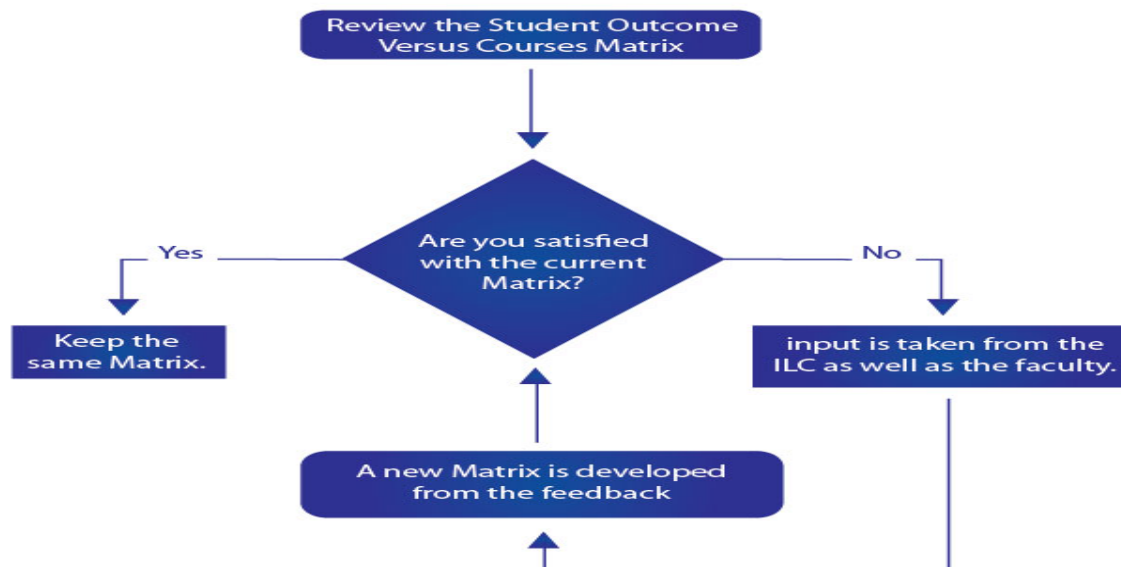 Review the Student Outcome
Versus Courses Matrix
Are you satisfied
with the current
Matrix?
Yes
No
Keep the
same Matrix.
input is taken from the
ILC as well as the faculty.
A new Matrix is developed
from the feedback